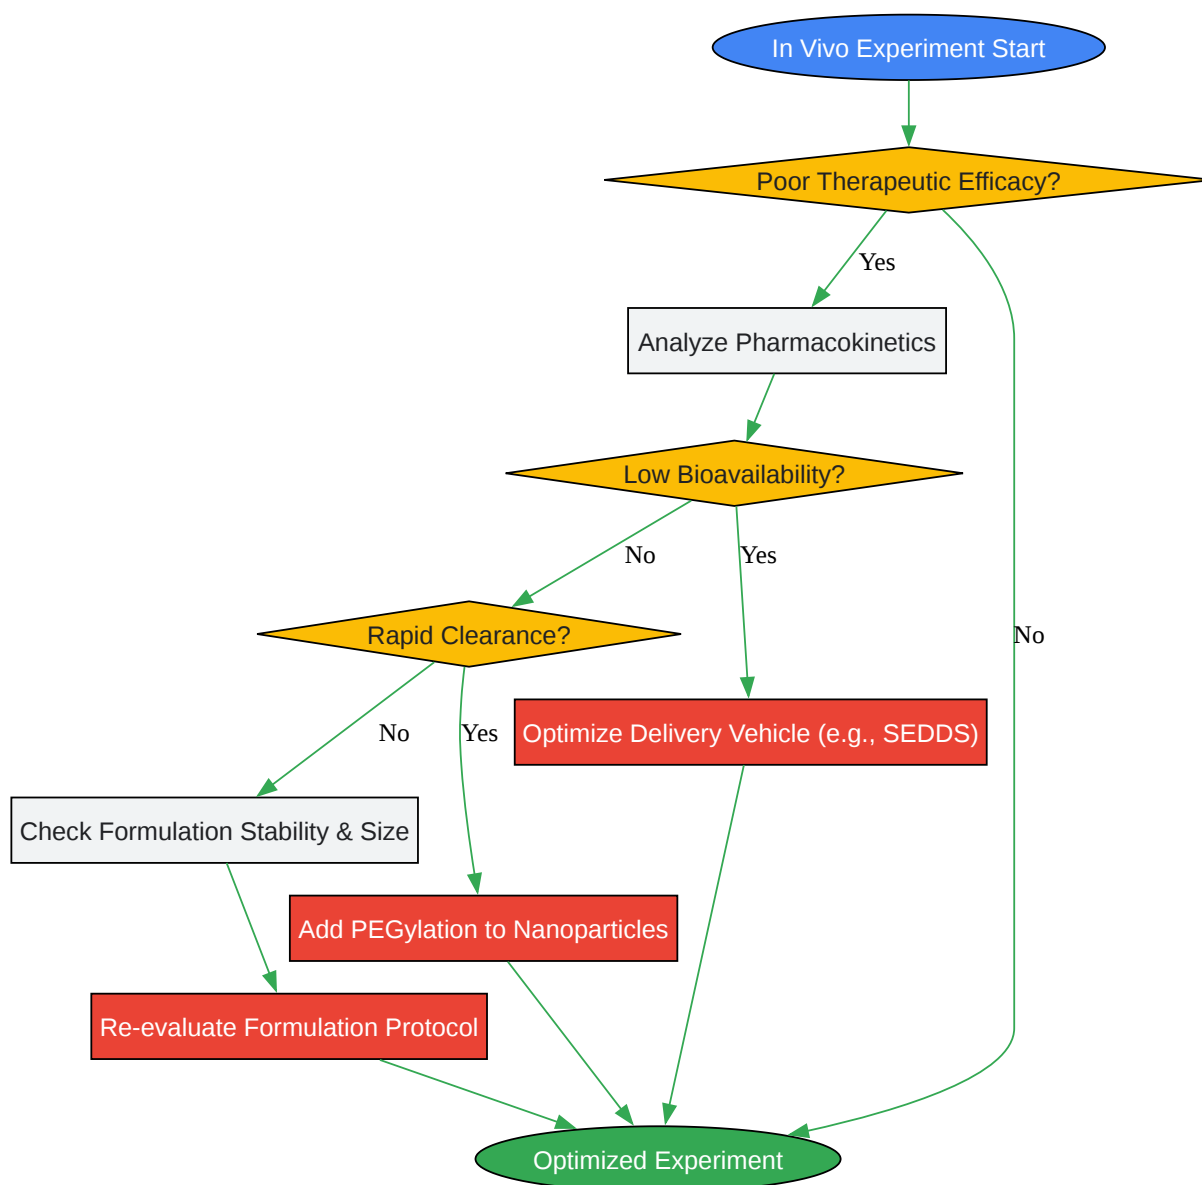 In Vivo Experiment Start
Poor Therapeutic Efficacy?
Yes
Analyze Pharmacokinetics
Low Bioavailability?
No
Yes
Rapid Clearance?
No
Optimize Delivery Vehicle (e.g., SEDDS)
No
Yes
Check Formulation Stability & Size
Add PEGylation to Nanoparticles
Re-evaluate Formulation Protocol
Optimized Experiment